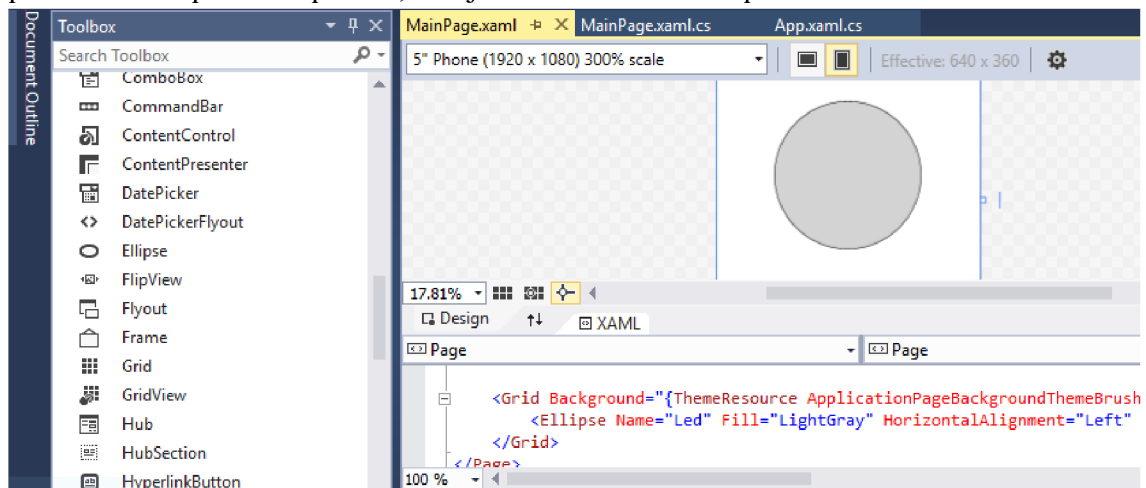 Document Outline
Toolbox
Search Toolbox
ComboBox
CommandBar
ContentControl
ContentPresenter
DatePicker
DatePickerFlyout
Ellipse
FlipView
Flyout
Frame
Grid
GridView
Hub
HubSection
HyperlinkButton
MainPage.xaml MainPage.xaml.cs App.xaml.cs
5" Phone (1920 x 1080) 300% scale Effective: 640 x 360
17.81%
Design XAML
Page Page
<Grid Background="{ThemeResource ApplicationPageBackgroundThemeBrush
<Ellipse Name="Led" Fill="LightGray" HorizontalAlignment="Left"
</Grid>
</Page>
100 %